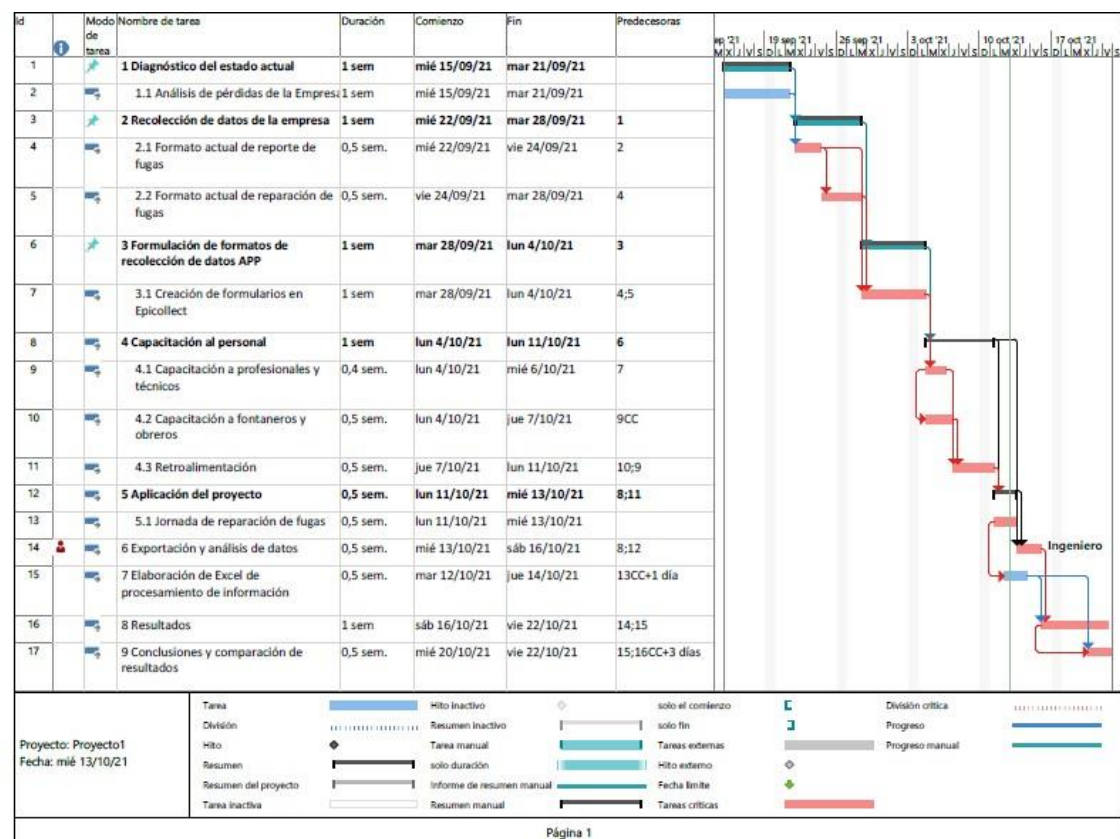 Id Modo de tarea Nombre de tarea Duración Comienzo Fin Predecesoras
ep '21 19 sep '21 26 sep '21 3 oct '21 10 oct '21 17 oct '21
M X J V S D L M X J V S D L M X J V S D L M X J V S D L M X J V S D L M X J V S
1 1 Diagnóstico del estado actual 1 sem mié 15/09/21 mar 21/09/21
2 1.1 Análisis de pérdidas de la Empresa 1 sem mié 15/09/21 mar 21/09/21
3 2 Recolección de datos de la empresa 1 sem mié 22/09/21 mar 28/09/21 1
4 2.1 Formato actual de reporte de 0,5 sem. mié 22/09/21 vie 24/09/21 2
fugas
5 2.2 Formato actual de reparación de 0,5 sem. vie 24/09/21 mar 28/09/21 4
fugas
6 3 Formulación de formatos de 1 sem mar 28/09/21 lun 4/10/21 3
recolección de datos APP
7 3.1 Creación de formularios en 1 sem mar 28/09/21 lun 4/10/21 4;5
Epicollect
8 4 Capacitación al personal 1 sem lun 4/10/21 lun 11/10/21 6
9 4.1 Capacitación a profesionales y 0,4 sem. lun 4/10/21 mié 6/10/21 7
técnicos
10 4.2 Capacitación a fontaneros y 0,5 sem. lun 4/10/21 jue 7/10/21 9CC
obreros
11 4.3 Retroalimentación 0,5 sem. jue 7/10/21 lun 11/10/21 10;9
12 5 Aplicación del proyecto 0,5 sem. lun 11/10/21 mié 13/10/21 8;11
13 5.1 Jornada de reparación de fugas 0,5 sem. lun 11/10/21 mié 13/10/21
14 6 Exportación y análisis de datos 0,5 sem. mié 13/10/21 sáb 16/10/21 8;12 Ingeniero
15 7 Elaboración de Excel de 0,5 sem. mar 12/10/21 jue 14/10/21 13CC+1 día
procesamiento de información
16 8 Resultados 1 sem sáb 16/10/21 vie 22/10/21 14;15
17 9 Conclusiones y comparación de 0,5 sem. mié 20/10/21 vie 22/10/21 15;16CC+3 días
resultados
Proyecto: Proyecto1
Fecha: mié 13/10/21
Tarea Hito inactivo solo el comienzo División crítica
División Resumen inactivo solo fin Progreso
Hito Tarea manual Tareas externas Progreso manual
Resumen solo duración Hito externo
Resumen del proyecto Informe de resumen manual Fecha límite
Tarea inactiva Resumen manual Tareas críticas
Página 1